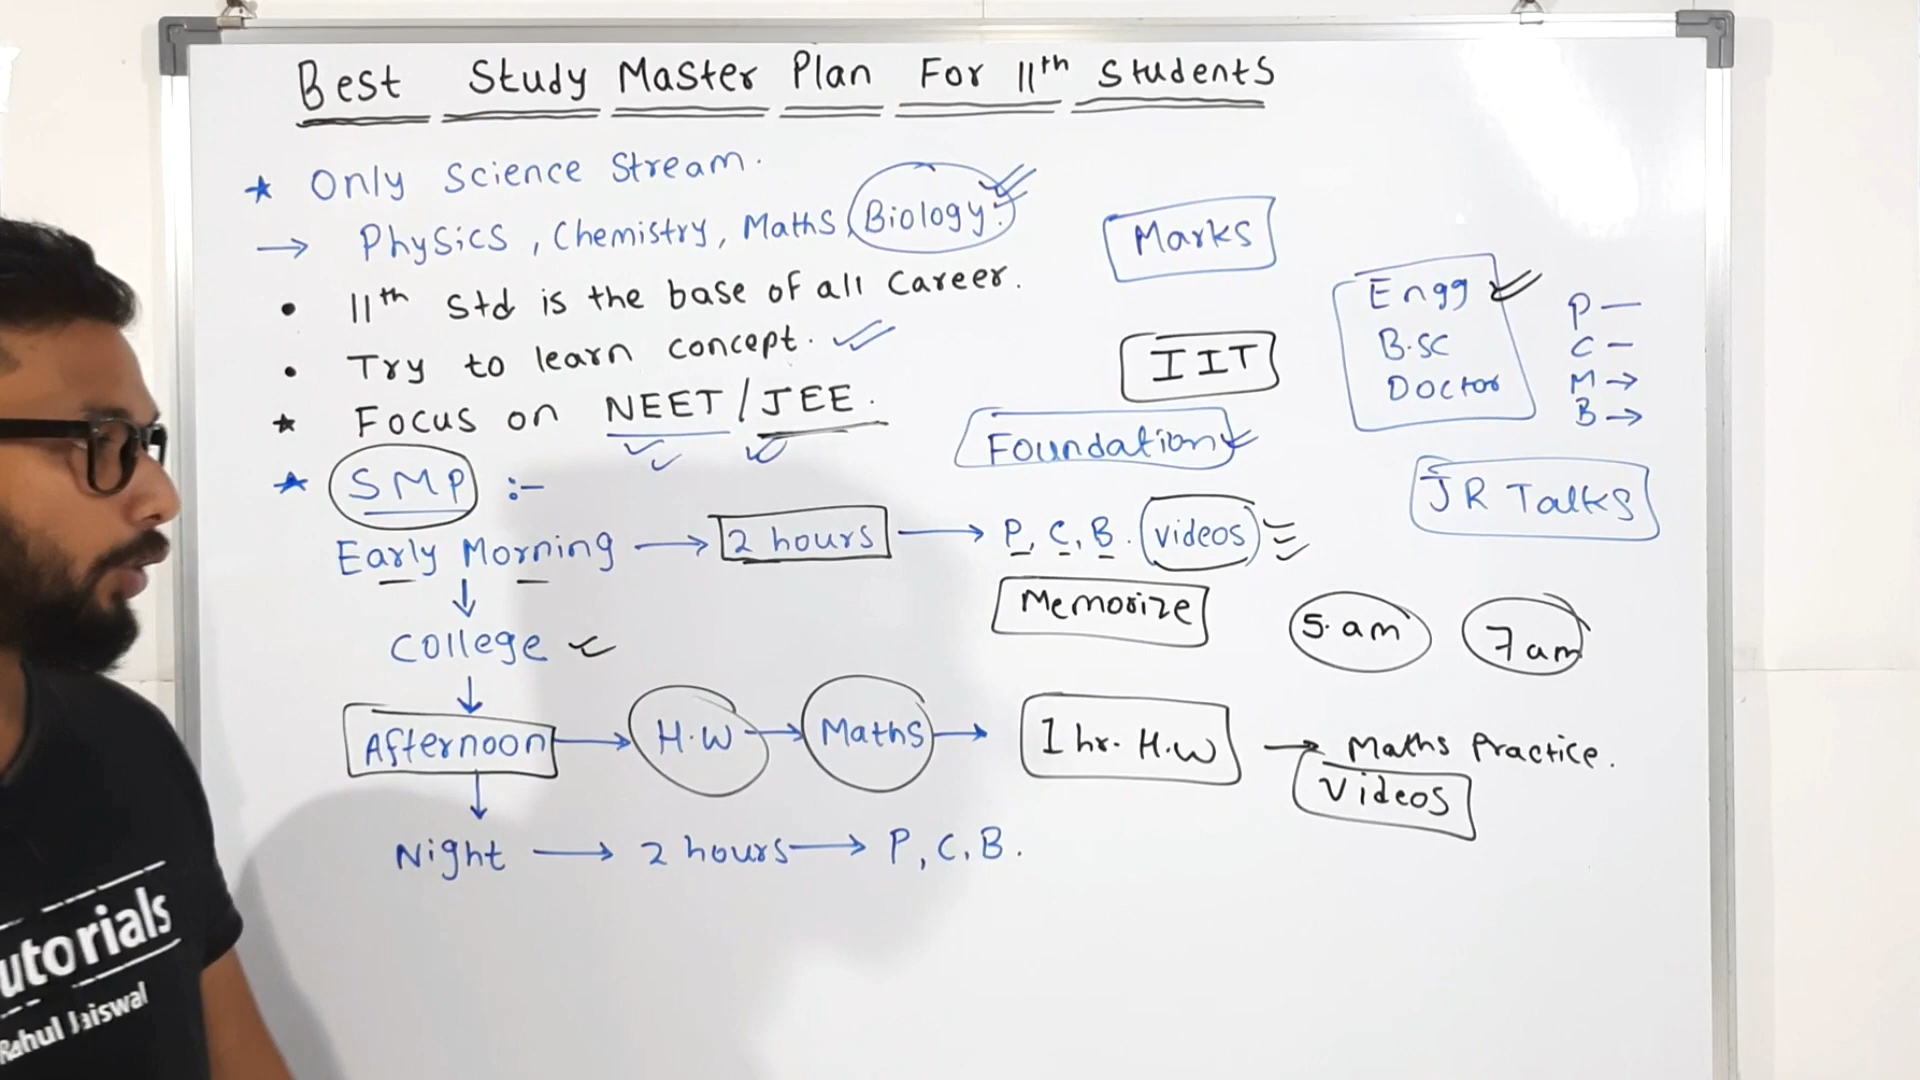 Best Study Master Plan For 11th Students
★ Only Science Stream.
→ Physics, Chemistry, Maths, Biology.
Marks
• 11th std is the base of all Career.
Engg
B.sc
Doctor
P —
C —
M →
B →
• Try to learn concept.
IIT
★ Focus on NEET / JEE.
Foundation
★ SMP :-
JR Talks
Early Morning → 2 hours → P, C, B. videos
Memorize
5. am
7 am
↓
College
↓
Afternoon → H.W → Maths → 1 hr. H.W → Maths Practice.
Videos
↓
Night → 2 hours → P, C, B.
utorials
Rahul Jaiswal